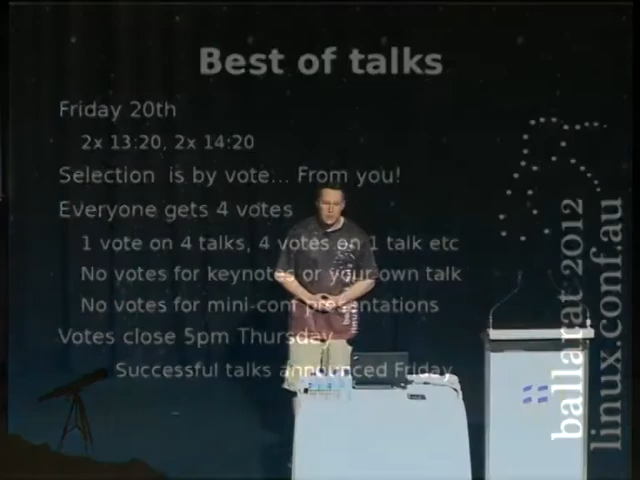 Best of talks
Friday 20th
2x 13:20, 2x 14:20
Selection is by vote... From you!
Everyone gets 4 votes
1 vote on 4 talks, 4 votes on 1 talk etc
No votes for keynotes or your own talk
No votes for mini-conf presentations
Votes close 5pm Thursday
Successful talks announced Friday
ballarat 2012
linux.conf.au